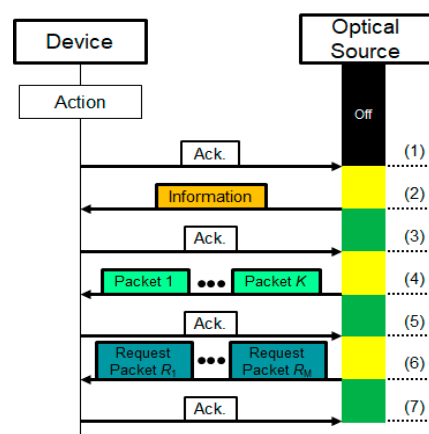 Device
Optical
Source
Action
Off
Ack.
(1)
Information
(2)
Ack.
(3)
Packet 1 ••• Packet K
(4)
Ack.
(5)
Request
Packet R1 ••• Request
Packet RM
(6)
Ack.
(7)